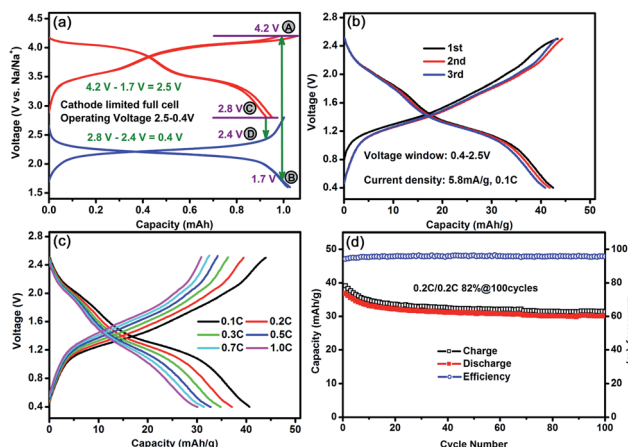 (a)
4.2 V A
4.2 V - 1.7 V = 2.5 V
Cathode limited full cell
Operating Voltage 2.5-0.4V
2.8 V C
2.4 V D
2.8 V - 2.4 V = 0.4 V
1.7 V B
Voltage (V vs. Na/Na+)
4.5
4.0
3.5
3.0
2.5
2.0
1.5
0.0 0.2 0.4 0.6 0.8 1.0
Capacity (mAh)
(b)
1st
2nd
3rd
Voltage window: 0.4-2.5V
Current density: 5.8mA/g, 0.1C
Voltage (V)
2.8
2.4
2.0
1.6
1.2
0.8
0.4
0 10 20 30 40 50
Capacity (mAh/g)
(c)
0.1C 0.2C
0.3C 0.5C
0.7C 1.0C
Voltage (V)
2.8
2.4
2.0
1.6
1.2
0.8
0.4
0 10 20 30 40 50
Capacity (mAh/g)
(d)
0.2C/0.2C 82%@100cycles
Charge
Discharge
Efficiency
Capacity (mAh/g)
50
40
30
20
10
0
100
80
60
40
20
0
0 20 40 60 80 100
Cycle Number